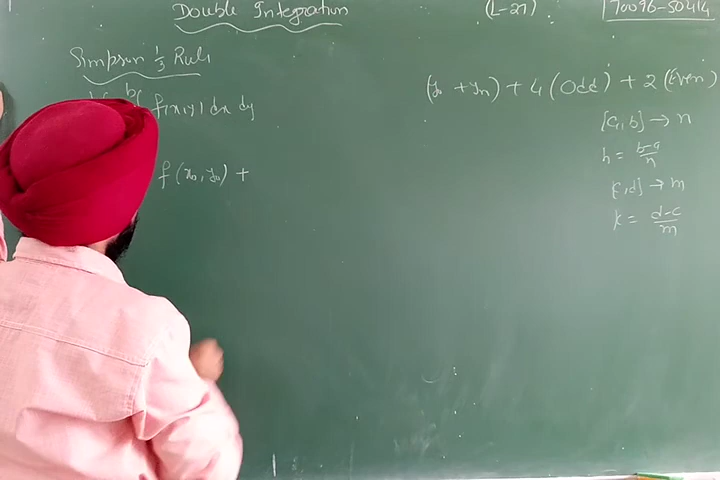 Double Integration (L-27) 70096-50414
Simpson 1/3 Rule
f(x,y) dx dy
f(x₀, y₀) +
(y₀ + yₙ) + 4 (Odd) + 2 (Even)
[a, b] → n
h = b-a/n
[c, d] → m
k = d-c/m